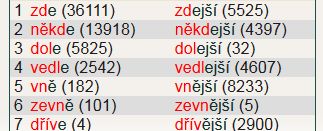 1 zde (36111) zdejší (5525)
2 někde (13918) někdejší (4397)
3 dole (5825) dolejší (32)
4 vedle (2542) vedlejší (4607)
5 vně (182) vnější (8233)
6 zevně (101) zevnější (5)
7 dříve (4) dřívější (2900)